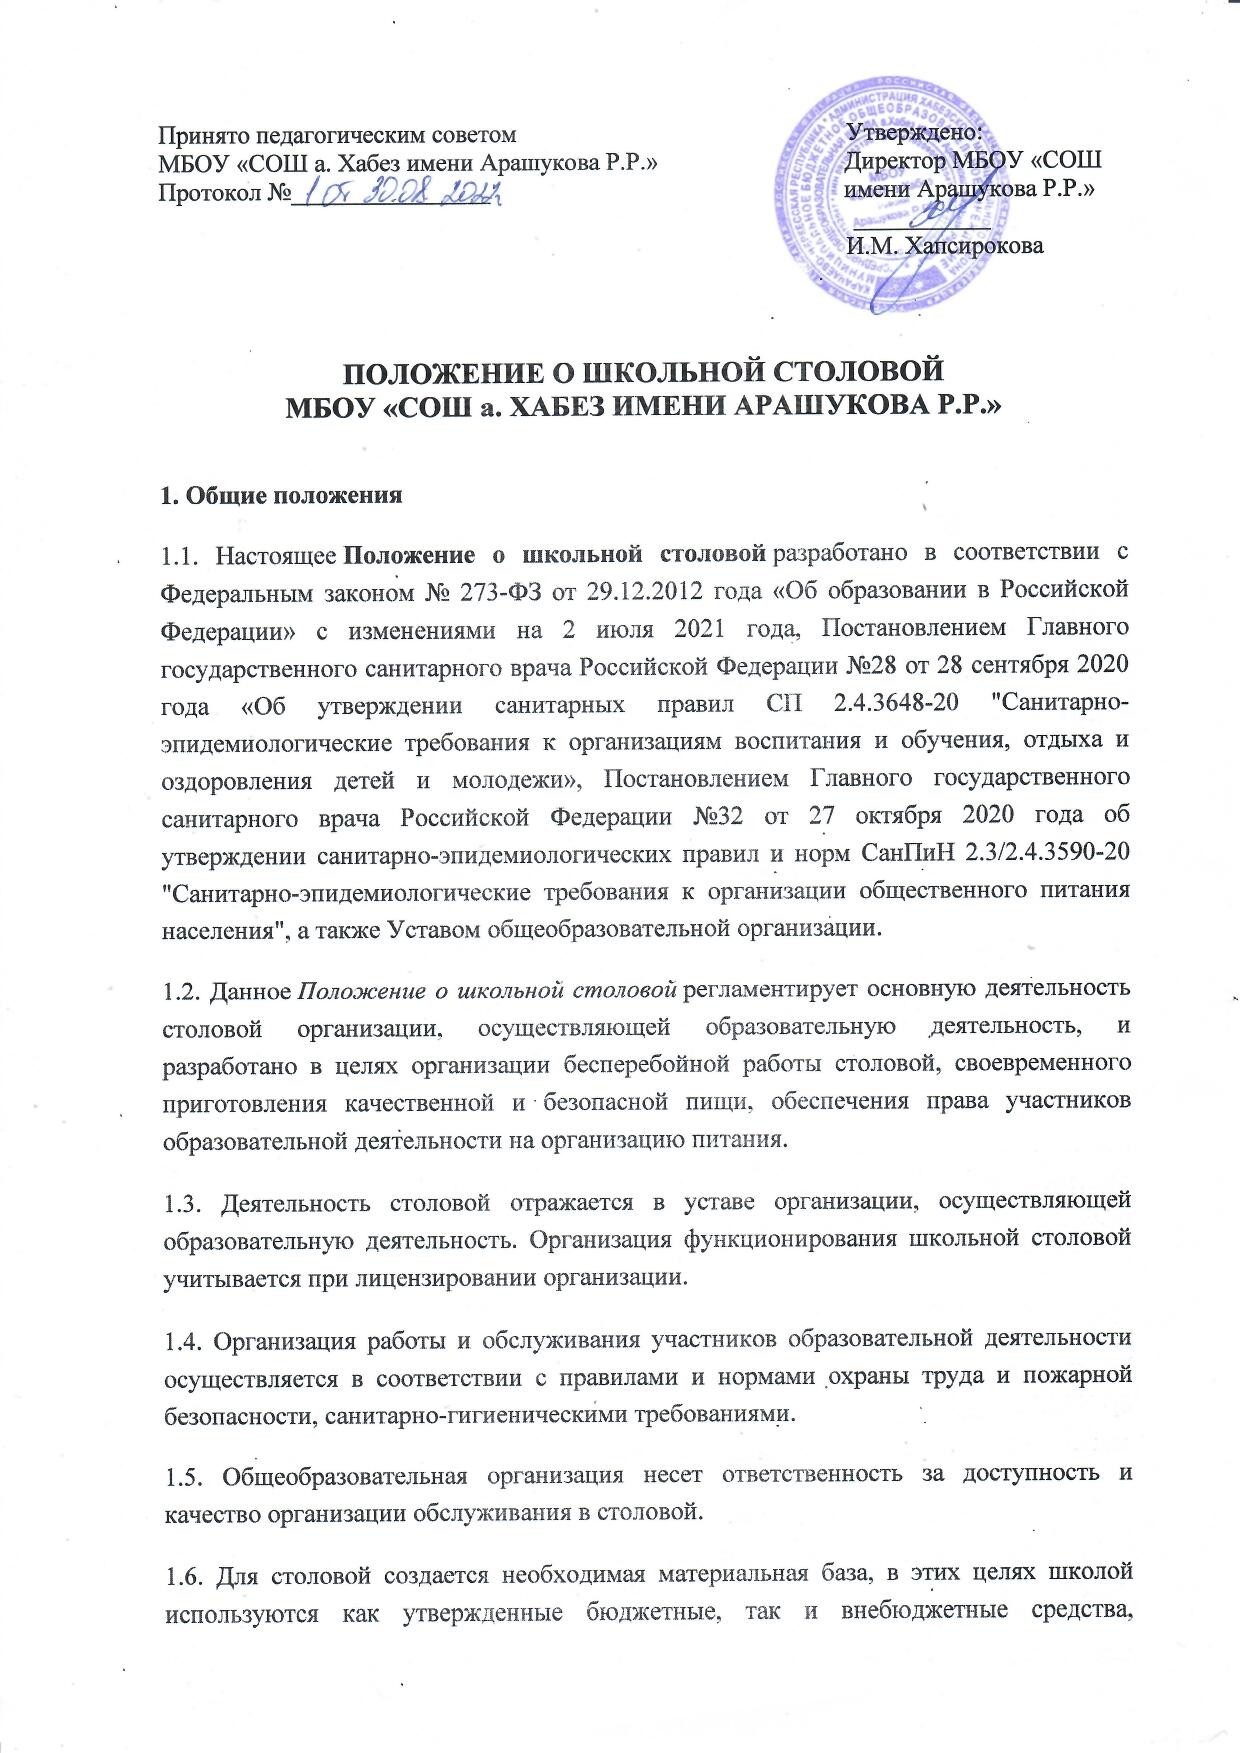 Принято педагогическим советом
МБОУ «СОШ а. Хабез имени Арашукова Р.Р.»
Протокол № 1 от 30.08.2022
Утверждено:
Директор МБОУ «СОШ
имени Арашукова Р.Р.»
И.М. Хапсирокова
ПОЛОЖЕНИЕ О ШКОЛЬНОЙ СТОЛОВОЙ
МБОУ «СОШ а. ХАБЕЗ ИМЕНИ АРАШУКОВА Р.Р.»
1. Общие положения
1.1. Настоящее Положение о школьной столовой разработано в соответствии с
Федеральным законом № 273-ФЗ от 29.12.2012 года «Об образовании в Российской
Федерации» с изменениями на 2 июля 2021 года, Постановлением Главного
государственного санитарного врача Российской Федерации №28 от 28 сентября 2020
года «Об утверждении санитарных правил СП 2.4.3648-20 "Санитарно-
эпидемиологические требования к организациям воспитания и обучения, отдыха и
оздоровления детей и молодежи», Постановлением Главного государственного
санитарного врача Российской Федерации №32 от 27 октября 2020 года об
утверждении санитарно-эпидемиологических правил и норм СанПиН 2.3/2.4.3590-20
"Санитарно-эпидемиологические требования к организации общественного питания
населения", а также Уставом общеобразовательной организации.
1.2. Данное Положение о школьной столовой регламентирует основную деятельность
столовой организации, осуществляющей образовательную деятельность, и
разработано в целях организации бесперебойной работы столовой, своевременного
приготовления качественной и безопасной пищи, обеспечения права участников
образовательной деятельности на организацию питания.
1.3. Деятельность столовой отражается в уставе организации, осуществляющей
образовательную деятельность. Организация функционирования школьной столовой
учитывается при лицензировании организации.
1.4. Организация работы и обслуживания участников образовательной деятельности
осуществляется в соответствии с правилами и нормами охраны труда и пожарной
безопасности, санитарно-гигиеническими требованиями.
1.5. Общеобразовательная организация несет ответственность за доступность и
качество организации обслуживания в столовой.
1.6. Для столовой создается необходимая материальная база, в этих целях школой
используются как утвержденные бюджетные, так и внебюджетные средства,